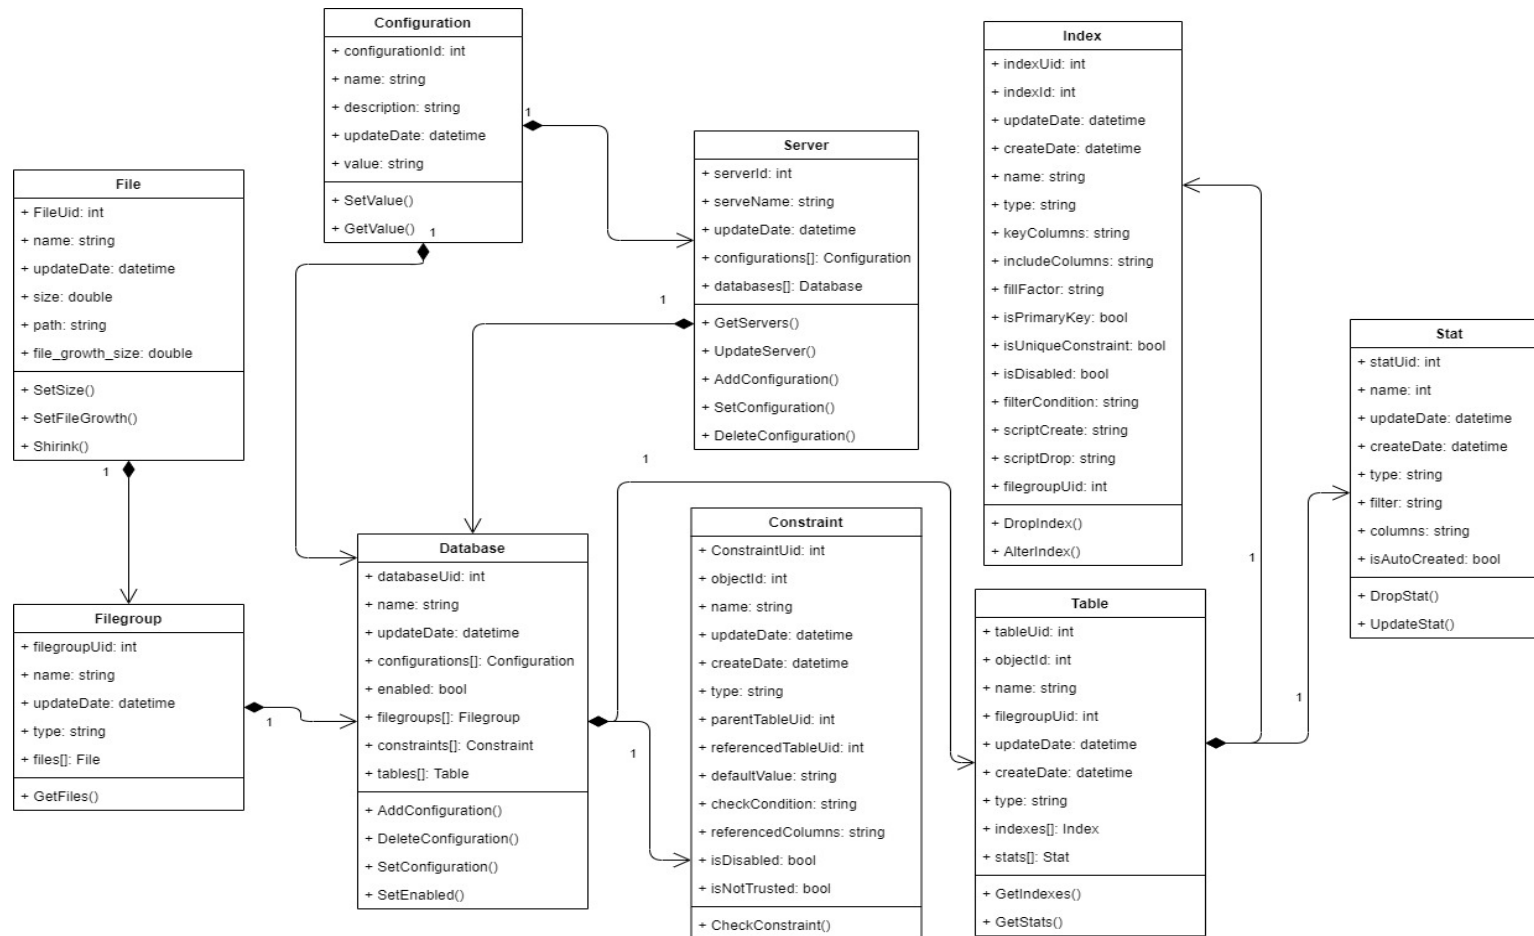 Configuration
+ configurationId: int
+ name: string
+ description: string
+ updateDate: datetime
+ value: string
+ SetValue()
+ GetValue()
1
1
File
+ FileUid: int
+ name: string
+ updateDate: datetime
+ size: double
+ path: string
+ file_growth_size: double
+ SetSize()
+ SetFileGrowth()
+ Shirink()
1
Server
+ serverId: int
+ serveName: string
+ updateDate: datetime
+ configurations[]: Configuration
+ databases[]: Database
+ GetServers()
+ UpdateServer()
+ AddConfiguration()
+ SetConfiguration()
+ DeleteConfiguration()
1
Index
+ indexUid: int
+ indexId: int
+ updateDate: datetime
+ createDate: datetime
+ name: string
+ type: string
+ keyColumns: string
+ includeColumns: string
+ fillFactor: string
+ isPrimaryKey: bool
+ isUniqueConstraint: bool
+ isDisabled: bool
+ filterCondition: string
+ scriptCreate: string
+ scriptDrop: string
+ filegroupUid: int
+ DropIndex()
+ AlterIndex()
Stat
+ statUid: int
+ name: int
+ updateDate: datetime
+ createDate: datetime
+ type: string
+ filter: string
+ columns: string
+ isAutoCreated: bool
+ DropStat()
+ UpdateStat()
Filegroup
+ filegroupUid: int
+ name: string
+ updateDate: datetime
+ type: string
+ files[]: File
+ GetFiles()
1
Database
+ databaseUid: int
+ name: string
+ updateDate: datetime
+ configurations[]: Configuration
+ enabled: bool
+ filegroups[]: Filegroup
+ constraints[]: Constraint
+ tables[]: Table
+ AddConfiguration()
+ DeleteConfiguration()
+ SetConfiguration()
+ SetEnabled()
1
1
Constraint
+ ConstraintUid: int
+ objectId: int
+ name: string
+ updateDate: datetime
+ createDate: datetime
+ type: string
+ parentTableUid: int
+ referencedTableUid: int
+ defaultValue: string
+ checkCondition: string
+ referencedColumns: string
+ isDisabled: bool
+ isNotTrusted: bool
+ CheckConstraint()
Table
+ tableUid: int
+ objectId: int
+ name: string
+ filegroupUid: int
+ updateDate: datetime
+ createDate: datetime
+ type: string
+ indexes[]: Index
+ stats[]: Stat
+ GetIndexes()
+ GetStats()
1
1